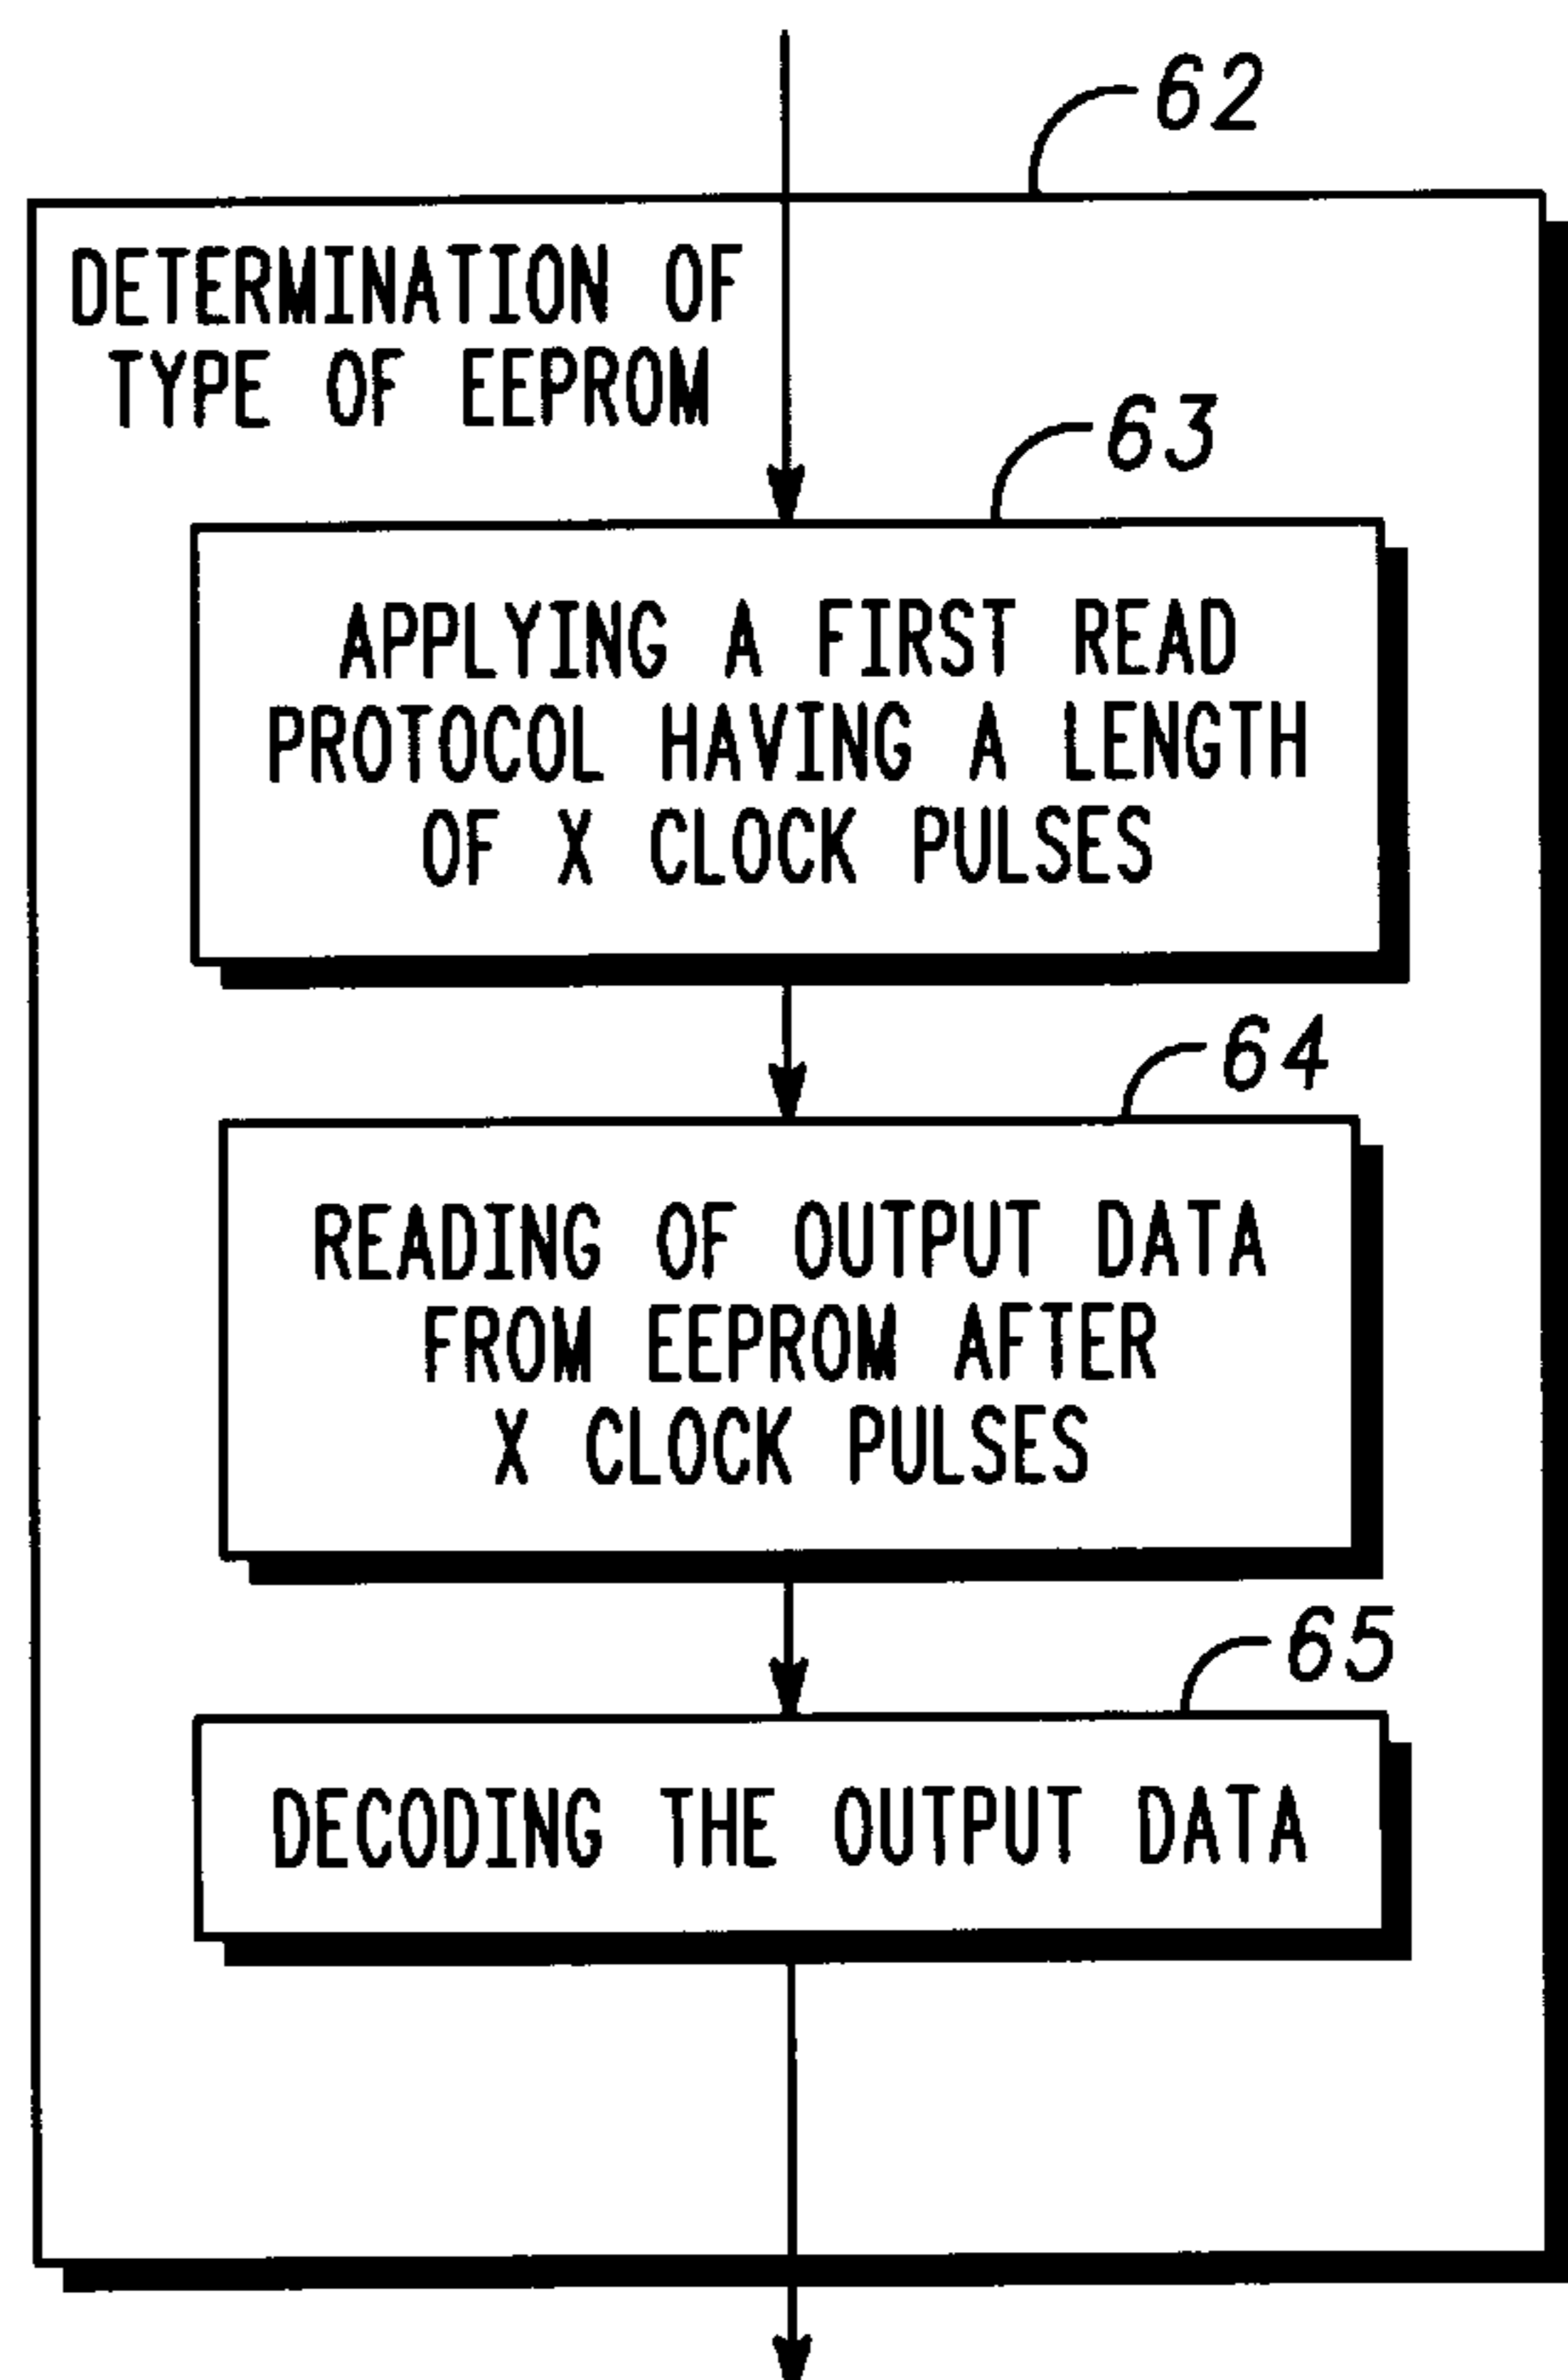 62
DETERMINATION OF
TYPE OF EEPROM
63
APPLYING A FIRST READ
PROTOCOL HAVING A LENGTH
OF X CLOCK PULSES
64
READING OF OUTPUT DATA
FROM EEPROM AFTER
X CLOCK PULSES
65
DECODING THE OUTPUT DATA